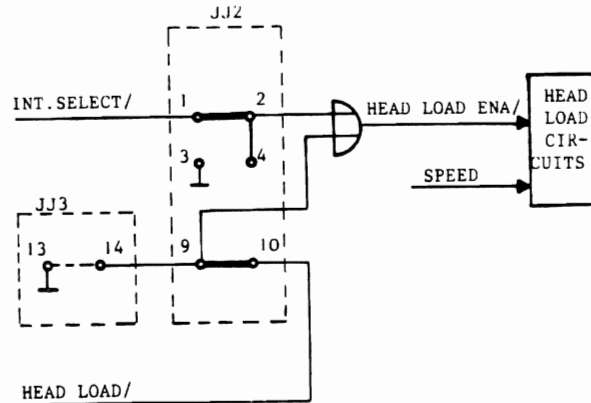 JJ2
INT.SELECT/
1
2
HEAD LOAD ENA/
HEAD
LOAD
CIR-
CUITS
3
4
SPEED
JJ3
13
14
9
10
HEAD LOAD/